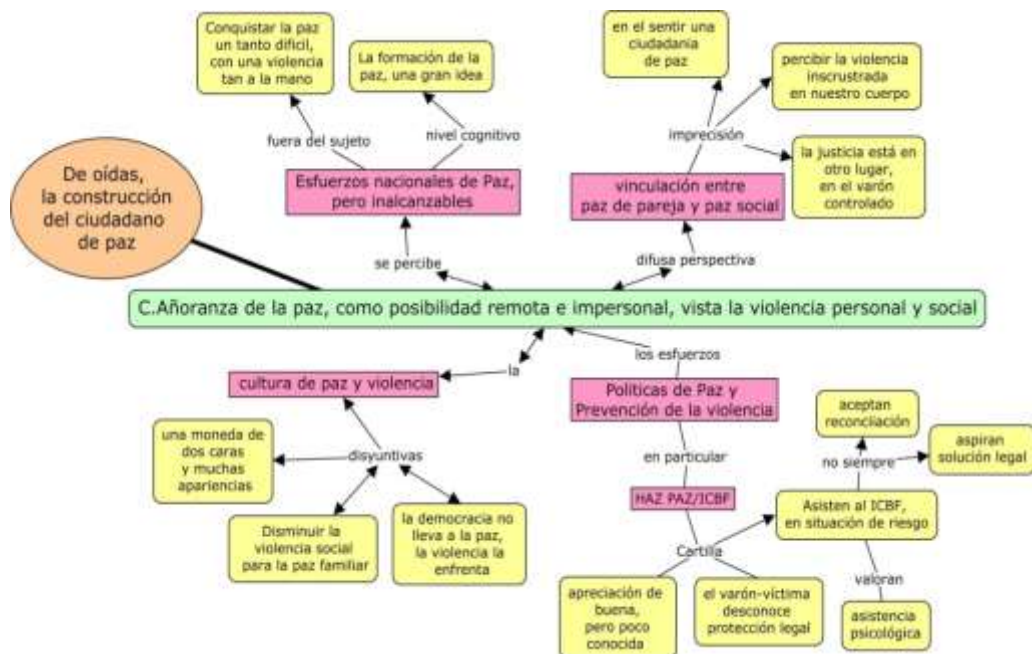 Conquistar la paz
un tanto dificil,
con una violencia
tan a la mano
La formación de la
paz, una gran idea
en el sentir una
ciudadania
de paz
percibir la violencia
inscrustrada
en nuestro cuerpo
fuera del sujeto
nivel cognitivo
imprecisión
la justicia está en
otro lugar,
en el varón
controlado
De oídas,
la construcción
del ciudadano
de paz
Esfuerzos nacionales de Paz,
pero inalcanzables
vinculación entre
paz de pareja y paz social
se percibe
difusa perspectiva
C.Añoranza de la paz, como posibilidad remota e impersonal, vista la violencia personal y social
la
los esfuerzos
cultura de paz y violencia
Políticas de Paz y
Prevención de la violencia
aceptan
reconciiación
aspiran
solución legal
no siempre
una moneda de
dos caras
y muchas
apariencias
disyuntivas
en particular
HAZ PAZ/ICBF
Asisten al ICBF,
en situación de riesgo
Disminuir la
violencia social
para la paz familiar
la democracia no
lleva a la paz,
la violencia la
enfrenta
Cartilla
valoran
apreciación de
buena,
pero poco
conocida
el varón-víctima
desconoce
protección legal
asistencia
psicológica